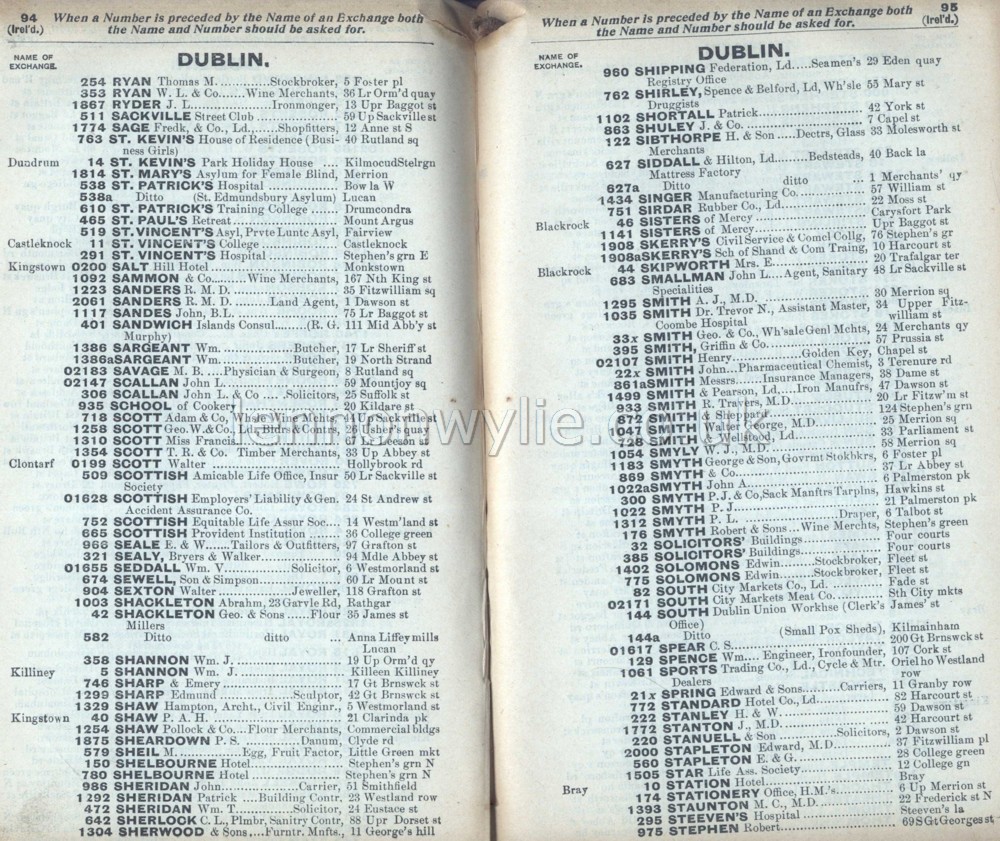 94
(Irel'd.)
When a Number is preceded by the Name of an Exchange both
the Name and Number should be asked for.
NAME OF
EXCHANGE.
DUBLIN.
254 RYAN Thomas M. ............Stockbroker, 5 Foster pl
353 RYAN W. L. & Co.......Wine Merchants, 36 Lr Orm'd quay
1867 RYDER J. L.....................Ironmonger, 13 Upr Baggot st
511 SACKVILLE Street Club .................. 59 Up Sackville st
1774 SAGE Fredk, & Co., Ld.,......Shopfitters, 12 Anne st S
763 ST. KEVIN'S House of Residence (Busi- 40 Rutland sq
ness Girls)
Dundrum 14 ST. KEVIN'S Park Holiday House ... KilmocudStelrgn
1814 ST. MARY'S Asylum for Female Blind, Merrion
538 ST. PATRICK'S Hospital ............... Bow la W
538a Ditto (St. Edmundsbury Asylum) Lucan
610 ST. PATRICK'S Training College ...... Drumcondra
465 ST. PAUL'S Retreat...................... Mount Argus
519 ST. VINCENT'S Asyl, Prvte Luntc Asyl, Fairview
Castleknock 11 ST. VINCENT'S College ............... Castleknock
291 ST. VINCENT'S Hospital ............... Stephen's grn E
Kingstown 0200 SALT Hill Hotel........................... Monkstown
1092 SAMMON & Co..........Wine Merchants, 167 Nth King st
1223 SANDERS R. M. D. ........................ 35 Fitzwilliam sq
2061 SANDERS R. M. D.........Land Agent, 1 Dawson st
1117 SANDES John, B.L. ........................ 75 Lr Baggot st
401 SANDWICH Islands Consul........(R. G. 111 Mid Abb'y st
Murphy)
1386 SARGEANT Wm. .....................Butcher, 17 Lr Sheriff st
1386a SARGEANT Wm. .....................Butcher, 19 North Strand
02183 SAVAGE M. B. ....Physician & Surgeon, 8 Rutland sq
02147 SCALLAN John L........................... 59 Mountjoy sq
306 SCALLAN John L. & Co ....Solicitors, 25 Suffolk st
935 SCHOOL of Cookery ..................... 20 Kildare st
718 SCOTT Adam & Co, Whsle Wine Mchts, 4 Up Sackville st
1258 SCOTT Geo. W. & Co., Ld., Bldrs & Contr, 26 Usher's quay
1310 SCOTT Miss Francis........................ 67 Lr Leeson st
1354 SCOTT T. R. & Co. Timber Merchants, 33 Up Abbey st
Clontarf 0199 SCOTT Walter ........................... Hollybrook rd
509 SCOTTISH Amicable Life Office, Insur 50 Lr Sackville st
Society
01628 SCOTTISH Employers' Liability & Gen. 24 St Andrew st
Accident Assurance Co.
752 SCOTTISH Equitable Life Assur Soc.... 14 Westm'land st
665 SCOTTISH Provident Institution ...... 36 College green
966 SEALE E. & W.......Tailors & Outfitters, 97 Grafton st
321 SEALY, Bryers & Walker.................. 94 Mdle Abbey st
01655 SEDDALL Wm. V. ...............Solicitor, 6 Westmorland st
674 SEWELL, Son & Simpson.................. 60 Lr Mount st
904 SEXTON Walter..................Jeweller, 118 Grafton st
1003 SHACKLETON Abrahm, 23 Garvle Rd, Rathgar
42 SHACKLETON Geo. & Sons......Flour 35 James st
Millers
582 Ditto ditto ... Anna Liffey mills
Lucan
358 SHANNON Wm. J. ........................ 19 Up Orm'd qy
Killiney 5 SHANNON Wm. J. ........................ Killeen Killiney
746 SHARP & Emery ........................ 17 Gt Brnswck st
1299 SHARP Edmund ..................Sculptor, 42 Gt Brnswck st
1329 SHAW Hampton, Archt., Civil Enginr., 5 Westmorland st
Kingstown 40 SHAW P. A. H. ........................... 21 Clarinda pk
1254 SHAW Pollock & Co....Flour Merchants, Commercial bldgs
1875 SHEARDOWN P. S. ............Danum, Clyde rd
579 SHEIL M..................Egg, Fruit Factor, Little Green mkt
150 SHELBOURNE Hotel ..................... Stephen's grn N
780 SHELBOURNE Hotel ..................... Stephen's grn N
986 SHERIDAN John..................Carrier, 51 Smithfield
1292 SHERIDAN Patrick ....Building Contr, 23 Westland row
472 SHERIDAN Wm. T...............Solicitor, 24 Eustace st
642 SHERLOCK C. L., Plmbr, Sanitry Contr, 88 Upr Dorset st
1304 SHERWOOD & Sons....Furntr. Mnfts., 11 George's hill
When a Number is preceded by the Name of an Exchange both
the Name and Number should be asked for.
95
(Irel'd.)
NAME OF
EXCHANGE.
DUBLIN.
960 SHIPPING Federation, Ld.....Seamen's 29 Eden quay
Registry Office
762 SHIRLEY, Spence & Belford, Ld, Wh'sle 55 Mary st
Druggists
1102 SHORTALL Patrick........................ 42 York st
863 SHULEY J. & Co. ........................ 7 Capel st
122 SIBTHORPE H. & Son .....Dectrs, Glass 33 Molesworth st
Merchants
627 SIDDALL & Hilton, Ld.........Bedsteads, 40 Back la
Mattress Factory
627a Ditto ditto ... 1 Merchants' qy
1434 SINGER Manufacturing Co............... 57 William st
751 SIRDAR Rubber Co., Ld.................. 22 Moss st
Blackrock 46 SISTERS of Mercy ........................ Carysfort Park
1141 SISTERS of Mercy........................ Upr Baggot st
1908 SKERRY'S Civil Service & Comcl Collg, 76 Stephen's gr
1908a SKERRY'S Sch of Shand & Com Traing, 10 Harcourt st
Blackrock 44 SKIPWORTH Mrs. E. ..................... 20 Trafalgar ter
683 SMALLMAN John L....Agent, Sanitary 48 Lr Sackville st
Specialities
1295 SMITH A. J., M.D. ........................ 30 Merrion sq
1035 SMITH Dr. Trevor N., Assistant Master, 34 Upper Fitz-
Coombe Hospital william st
33x SMITH Geo. & Co., Wh'sale Genl Mchts, 24 Merchants qy
395 SMITH, Griffin & Co. ..................... 57 Prussia st
02107 SMITH Henry..................Golden Key, Chapel st
22x SMITH John....Pharmaceutical Chemist, 3 Terenure rd
861a SMITH Messrs.......Insurance Managers, 38 Dame st
1499 SMITH & Pearson, Ld.....Iron Manufrs, 47 Dawson st
933 SMITH R. Travers, M.D.................. 20 Lr Fitzw'm st
872 SMITH & Sheppard........................ 124 Stephen's grn
1047 SMITH Walter George, M.D............... 25 Merrion sq
728 SMITH & Wellstood, Ld .................. 33 Parliament st
1054 SMYLY W. J., M.D. ..................... 58 Merrion sq
1183 SMYTH George & Son, Govrmt Stokbkrs, 6 Foster pl
869 SMYTH & Co. ........................... 37 Lr Abbey st
1022a SMYTH John A........................... 6 Palmerston pk
300 SMYTH P. J. & Co, Sack Manftrs Tarplns, Hawkins st
1022 SMYTH P. J. ........................... 21 Palmerston pk
1312 SMYTH P. L. .....................Draper, 6 Talbot st
176 SMYTH Robert & Sons...Wine Merchts, Stephen's green
32 SOLICITORS' Buildings.................. Four courts
385 SOLICITORS' Buildings.................. Four courts
1402 SOLOMONS Edwin.........Stockbroker, Fleet st
775 SOLOMONS Edwin.........Stockbroker, Fleet st
82 SOUTH City Markets Co., Ld. ......... Fade st
02171 SOUTH City Markets Meat Co.......... Sth City mkts
144 SOUTH Dublin Union Workhse (Clerk's James' st
Office)
144a Ditto (Small Pox Sheds), Kilmainham
01617 SPEAR C. S. ........................... 200 Gt Brnswck st
129 SPENCE Wm.... Engineer, Ironfounder, 107 Cork st
1061 SPORTS Trading Co., Ld., Cycle & Mtr. Oriel ho Westland
Dealers row
21x SPRING Edward & Sons.........Carriers, 11 Granby row
772 STANDARD Hotel Co., Ld.................. 82 Harcourt st
222 STANLEY H. & W. ........................ 59 Dawson st
1772 STANTON J., M.D. ........................ 42 Harcourt st
220 STANUELL & Son ...............Solicitors, 2 Dawson st
2000 STAPLETON Edward, M.D............... 37 Fitzwilliam pl
560 STAPLETON E. & G. ..................... 28 College green
1505 STAR Life Ass. Society.................. 12 College gn
Bray 10 STATION Hotel........................... Bray
174 STATIONERY Office, H.M.'s............ 6 Up Merrion st
1393 STAUNTON M. C., M.D.................. 22 Frederick st N
295 STEEVEN'S Hospital ..................... Steeven's la
975 STEPHEN Robert........................ 69 S Gt Georges st
lennonwylie.co.uk